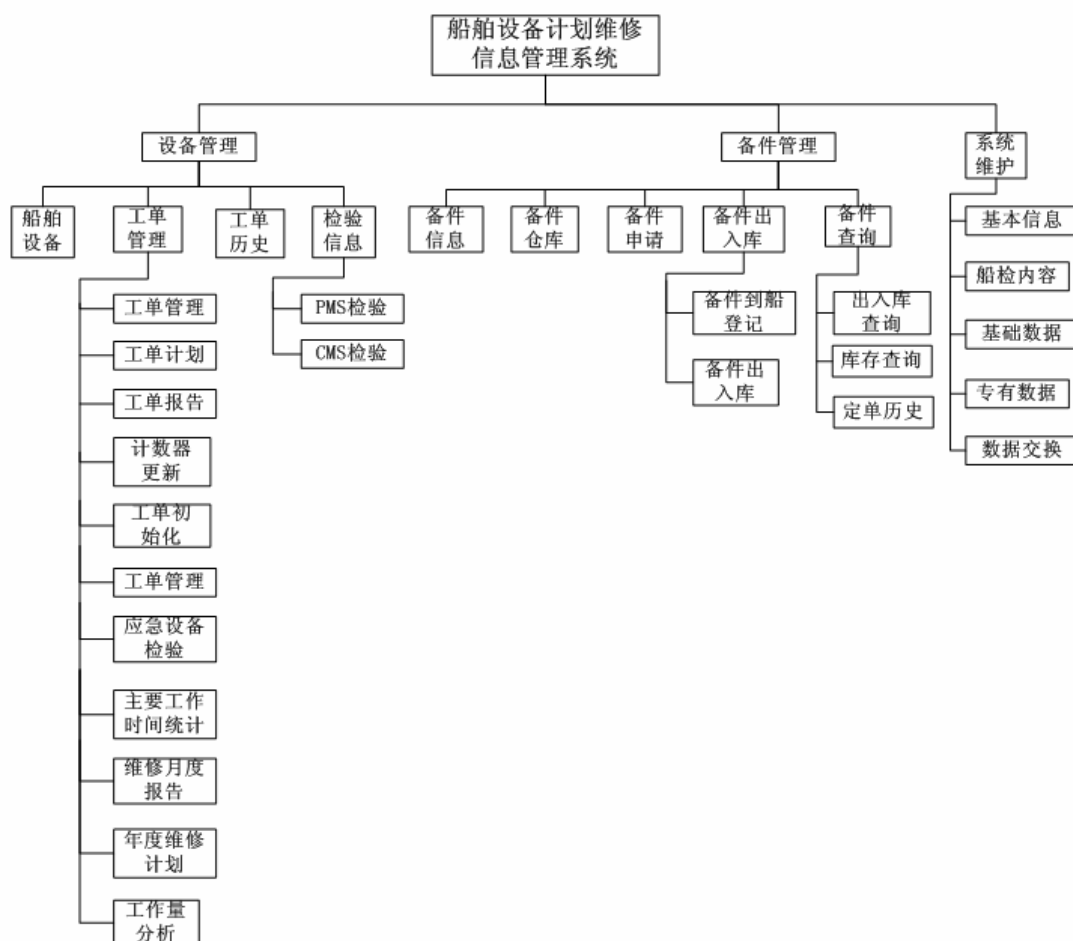 船舶设备计划维修
信息管理系统
设备管理
备件管理
系统
维护
船舶
设备
工单
管理
工单
历史
检验
信息
备件
信息
备件
仓库
备件
申请
备件出
入库
备件
查询
工单管理
工单计划
工单报告
计数器
更新
工单初
始化
工单管理
应急设备
检验
主要工作
时间统计
维修月度
报告
年度维修
计划
工作量
分析
PMS检验
CMS检验
备件到船
登记
备件出
入库
出入库
查询
库存查询
定单历史
基本信息
船检内容
基础数据
专有数据
数据交换